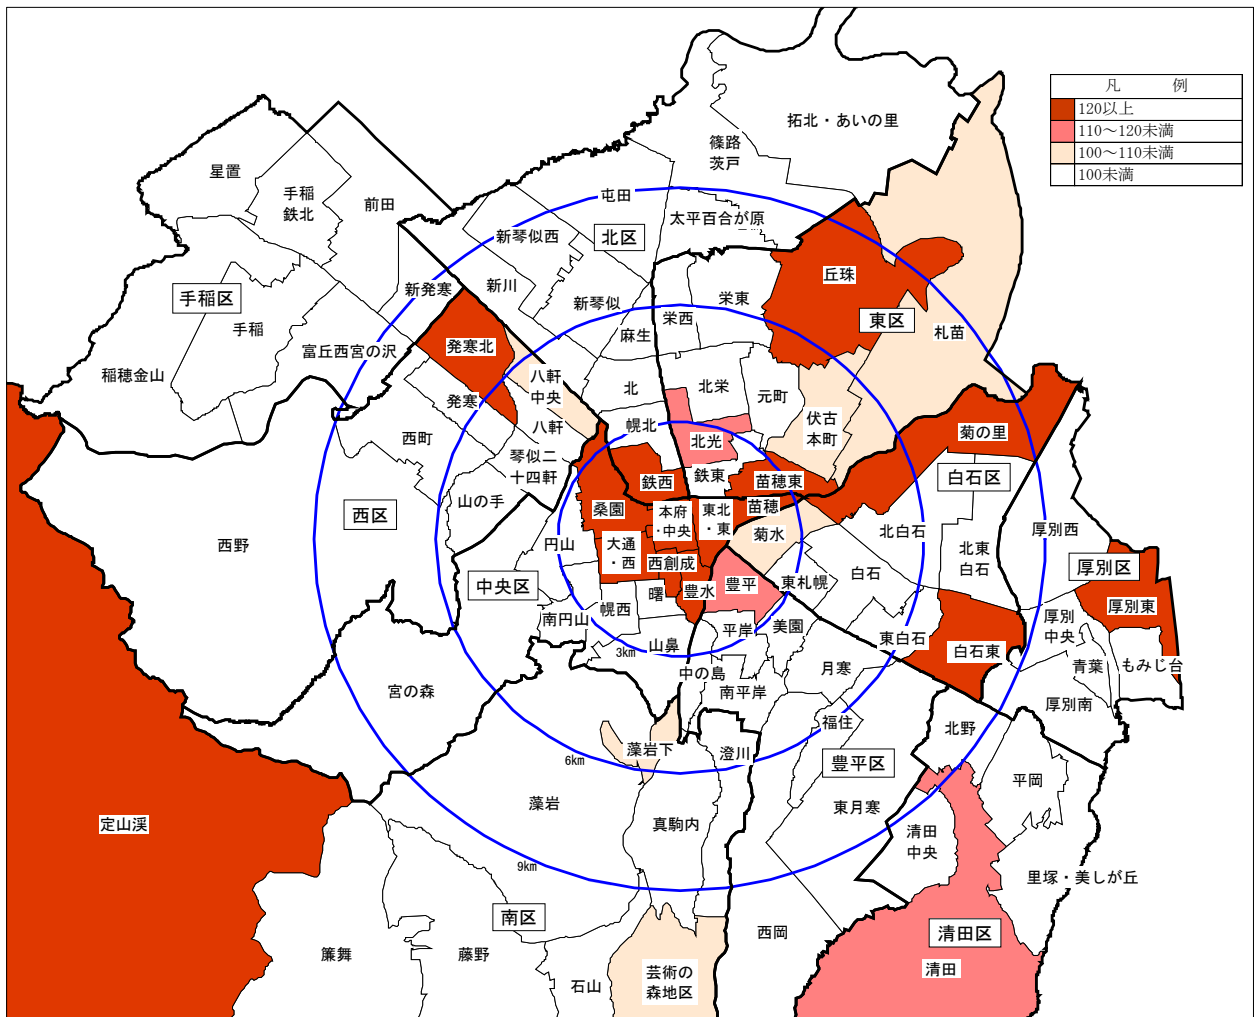 凡 例
120以上
110～120未満
100～110未満
100未満
拓北・あいの里
篠路
茨戸
星置
手稲
鉄北
前田
屯田
太平百合が原
北区
新琴似西
丘珠
手稲区
新発寒
新川
新琴似
栄東
栄西
東区
札苗
手稲
麻生
富丘西宮の沢
発寒北
稲穂金山
八軒
中央
北
北栄
元町
発寒
伏古
本町
幌北
八軒
西町
北光
菊の里
琴似二
十四軒
鉄東
白石区
鉄西
苗穂東
山の手
桑園
本府
・中央
東北
・東
苗穂
西区
菊水
北白石
厚別西
西野
円山
大通
・西
北東
白石
厚別区
西創成
中央区
豊平
東札幌
白石
曙
豊水
厚別東
幌西
南円山
平岸
美園
厚別
中央
東白石
山鼻
3km
白石東
もみじ台
青葉
中の島
月寒
宮の森
南平岸
厚別南
福住
北野
藻岩下
澄川
6km
豊平区
平岡
藻岩
東月寒
定山渓
真駒内
清田
中央
9km
里塚・美しが丘
南区
西岡
清田区
簾舞
藤野
清田
芸術の
森地区
石山